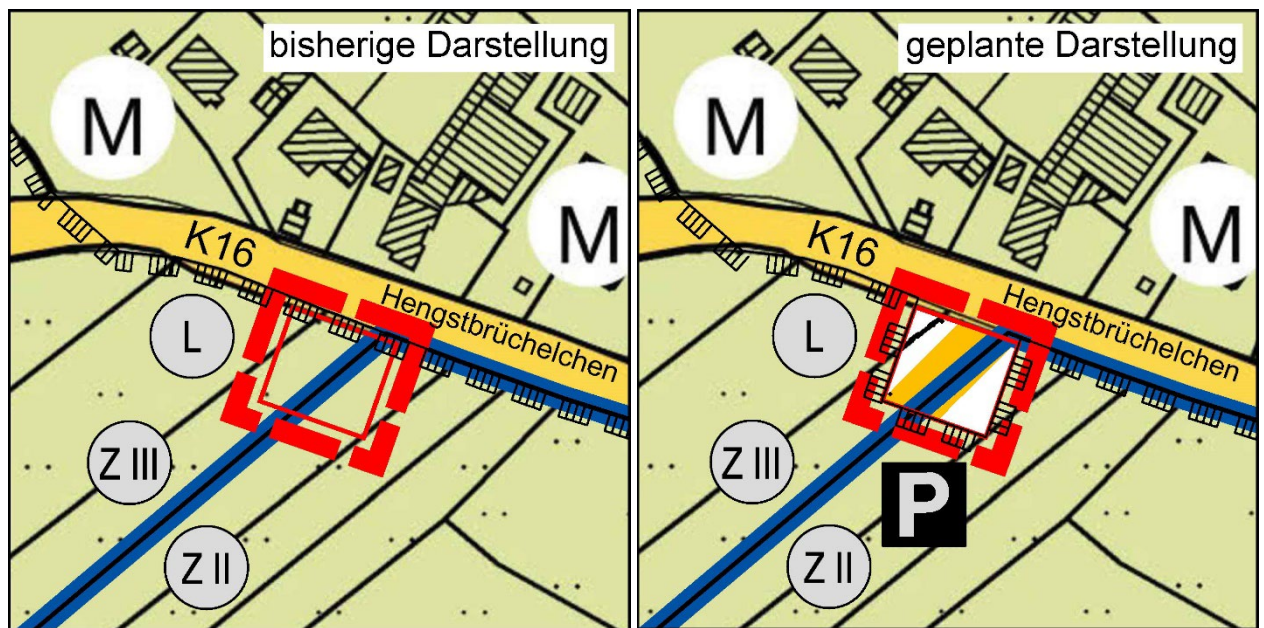 bisherige Darstellung
M
M
K16
Hengstbrüchelchen
L
Z III
Z II
geplante Darstellung
M
M
K16
Hengstbrüchelchen
L
Z III
P
Z II